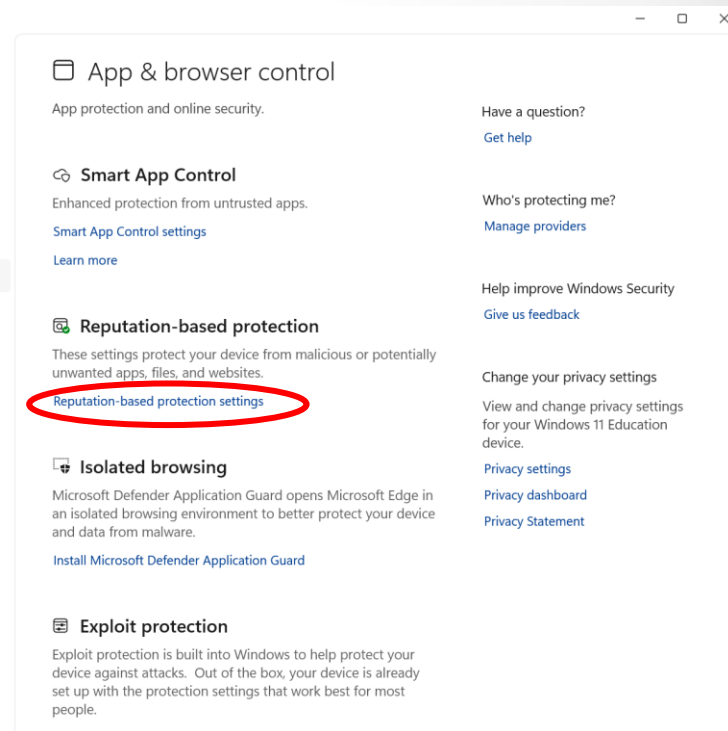 App & browser control
App protection and online security.
Smart App Control
Enhanced protection from untrusted apps.
Smart App Control settings
Learn more
Reputation-based protection
These settings protect your device from malicious or potentially
unwanted apps, files, and websites.
Reputation-based protection settings
Isolated browsing
Microsoft Defender Application Guard opens Microsoft Edge in
an isolated browsing environment to better protect your device
and data from malware.
Install Microsoft Defender Application Guard
Exploit protection
Exploit protection is built into Windows to help protect your
device against attacks.  Out of the box, your device is already
set up with the protection settings that work best for most
people.
Have a question?
Get help
Who's protecting me?
Manage providers
Help improve Windows Security
Give us feedback
Change your privacy settings
View and change privacy settings
for your Windows 11 Education
device.
Privacy settings
Privacy dashboard
Privacy Statement